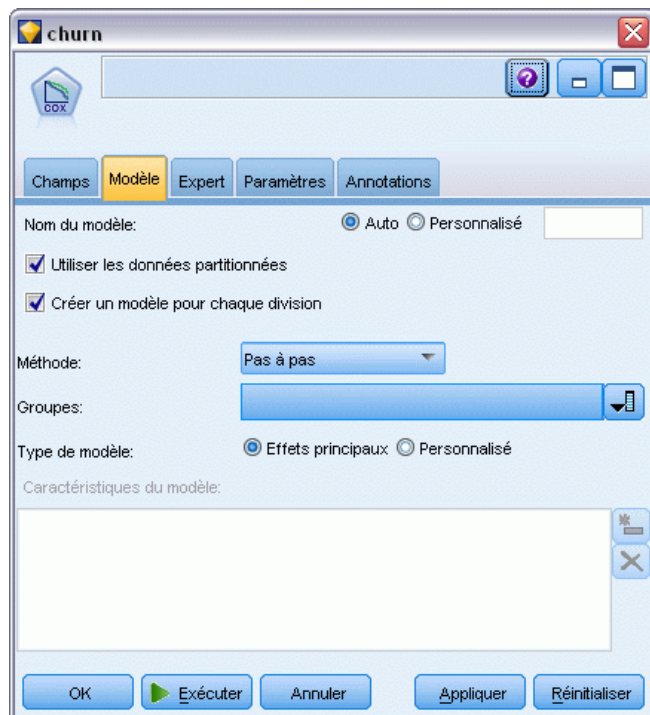 churn
COX
?
Champs Modèle Expert Paramètres Annotations
Nom du modèle: Auto Personnalisé
Utiliser les données partitionnées
Créer un modèle pour chaque division
Méthode: Pas à pas
Groupes:
Type de modèle: Effets principaux Personnalisé
Caractéristiques du modèle:
OK Exécuter Annuler Appliquer Réinitialiser